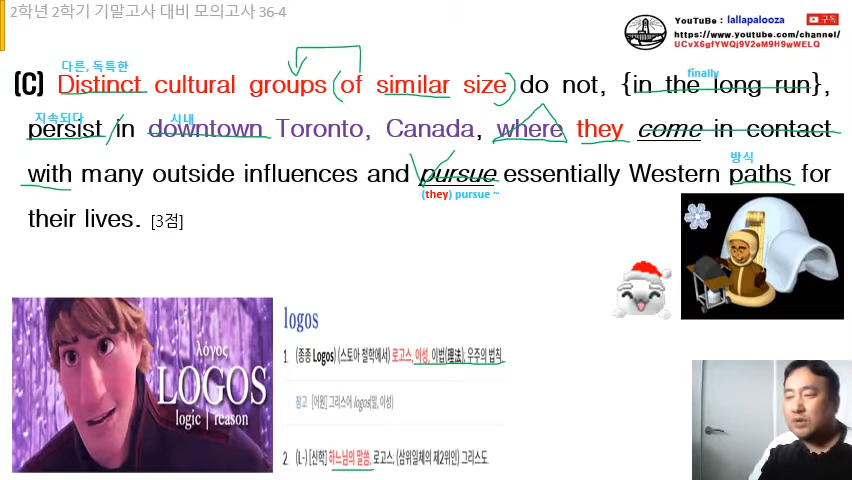 2학년 2학기 기말고사 대비 모의고사 36-4
YouTuBe : lallapalooza
구독
https://www.youtube.com/channel/
UCvX6gfYWQj9V2eM9H9wWELQ
다른, 독특한
finally
(C) Distinct cultural groups (of similar size) do not, {in the long run},
지속되다
시내
persist / in downtown Toronto, Canada, where they come in contact
방식
with many outside influences and pursue essentially Western paths for
(they) pursue ~
their lives. [3점]
λόγος
LOGOS
logic | reason
logos
1 (종종 Logos) (스토아 철학에서) 로고스, 이성, 이법(理法); 우주의 법칙
참고 [어원] 그리스어 logos(말, 이성)
2. (L-) [신학] 하느님의 말씀, 로고스; (삼위일체의 제2위인) 그리스도.